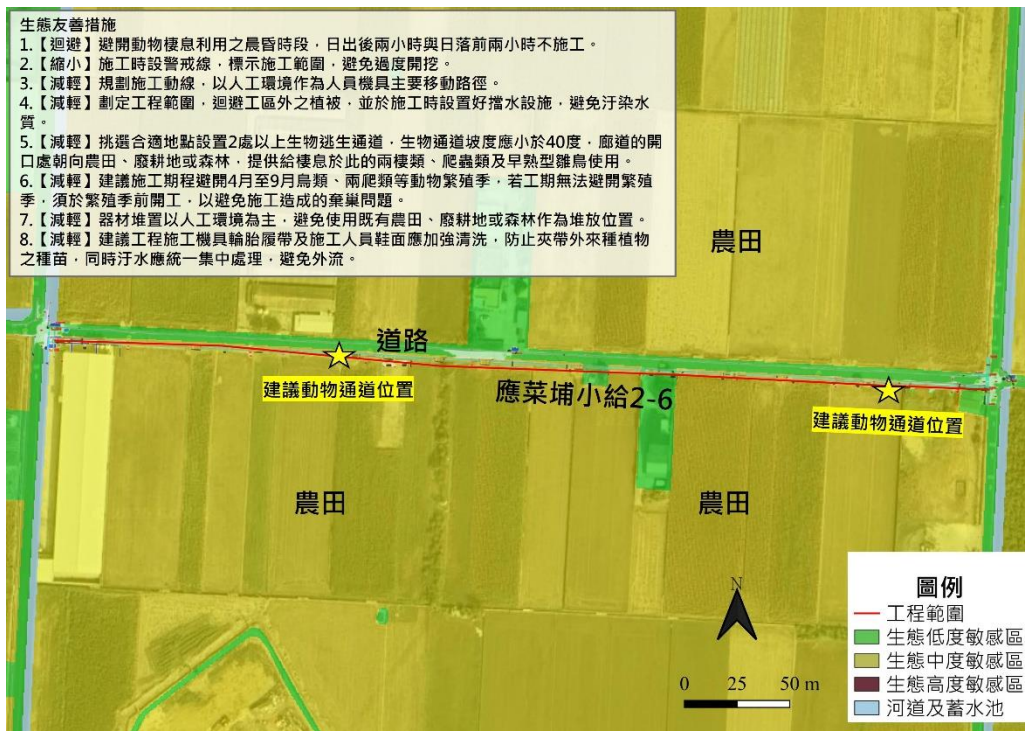 生態友善措施
1.【迴避】避開動物棲息利用之晨昏時段，日出後兩小時與日落前兩小時不施工。
2.【縮小】施工時設警戒線，標示施工範圍，避免過度開挖。
3.【減輕】規劃施工動線，以人工環境作為人員機具主要移動路徑。
4.【減輕】劃定工程範圍，迴避工區外之植被，並於施工時設置好擋水設施，避免汙染水
質。
5.【減輕】挑選合適地點設置2處以上生物逃生通道，生物通道坡度應小於40度，廊道的開
口處朝向農田、廢耕地或森林，提供給棲息於此的兩棲類、爬蟲類及早熟型雛鳥使用。
6.【減輕】建議施工期程避開4月至9月鳥類、兩爬類等動物繁殖季，若工期無法避開繁殖
季，須於繁殖季前開工，以避免施工造成的棄巢問題。
7.【減輕】器材堆置以人工環境為主，避免使用既有農田、廢耕地或森林作為堆放位置。
8.【減輕】建議工程施工機具輪胎履帶及施工人員鞋面應加強清洗，防止夾帶外來種植物
之種苗，同時汙水應統一集中處理，避免外流。
農田
道路
建議動物通道位置
應菜埔小給2-6
建議動物通道位置
農田
農田
N
0 25 50 m
圖例
工程範圍
生態低度敏感區
生態中度敏感區
生態高度敏感區
河道及蓄水池